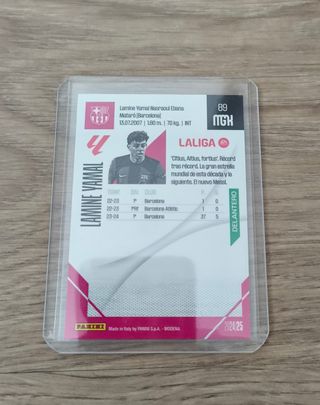 89
MGK
Lamine Yamal Nasraoui Ebana
Mataró (Barcelona)
13.07.2007 | 1,80 m. | 70 kg. | INT
LAMINE YAMAL
LALIGA
'Citius, Altius, fortius'. Récord
tras récord. La gran estrella
mundial de esta década y la
siguiente. El nuevo Messi.
DELANTERO
22-23 1ª Barcelona 1 0
22-23 Barcelona Atlètic 1 0
23-24 1ª Barcelona 37 5
PANINI
Made in Italy by PANINI S.p.A. - MODENA